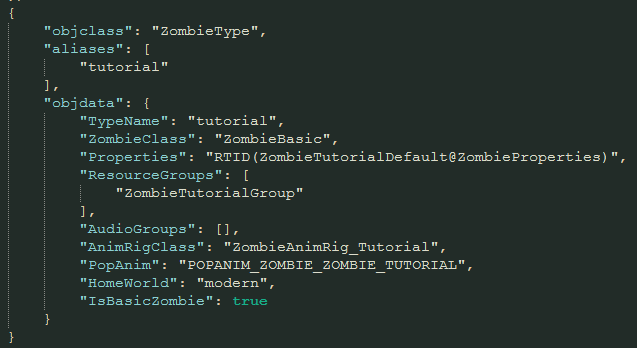 {
"objclass": "ZombieType",
"aliases": [
"tutorial"
],
"objdata": {
"TypeName": "tutorial",
"ZombieClass": "ZombieBasic",
"Properties": "RTID(ZombieTutorialDefault@ZombieProperties)",
"ResourceGroups": [
"ZombieTutorialGroup"
],
"AudioGroups": [],
"AnimRigClass": "ZombieAnimRig_Tutorial",
"PopAnim": "POPANIM_ZOMBIE_ZOMBIE_TUTORIAL",
"HomeWorld": "modern",
"IsBasicZombie": true
}
}